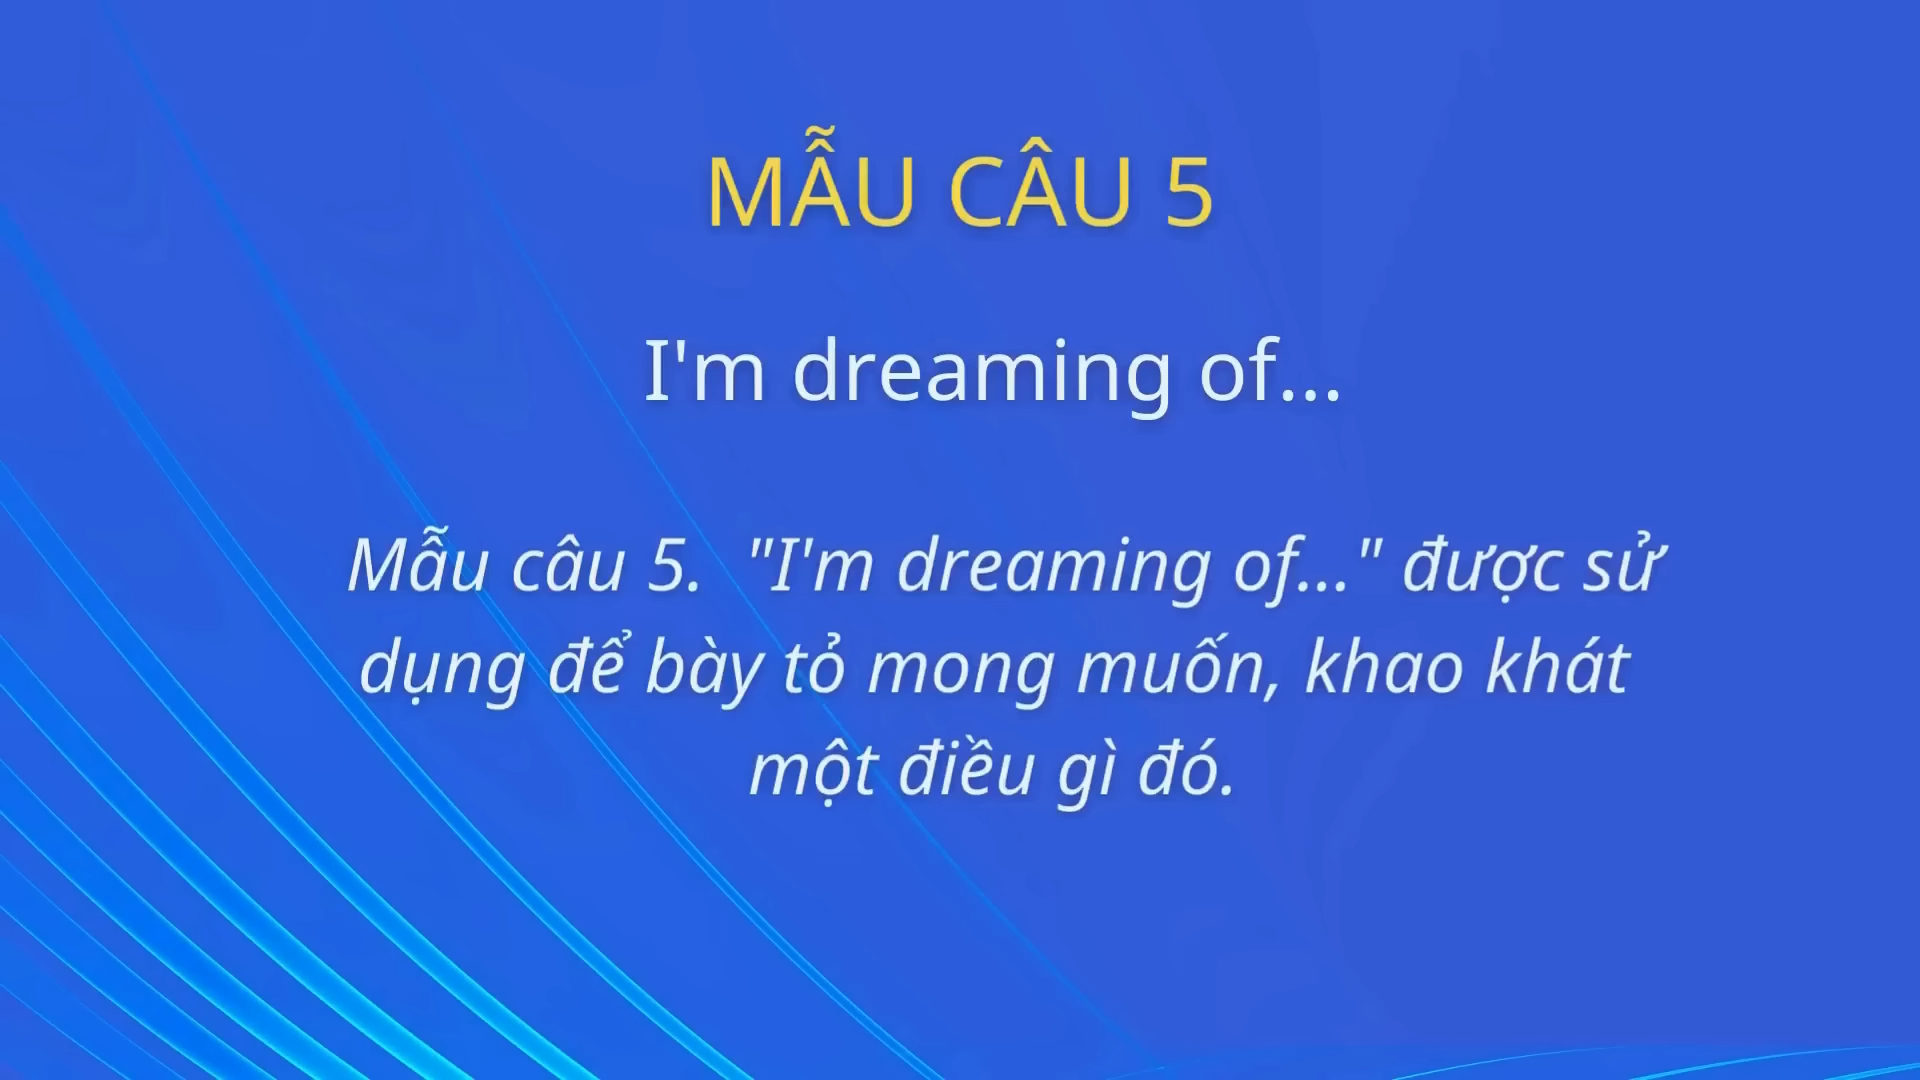 MẪU CÂU 5
I'm dreaming of...
Mẫu câu 5.  "I'm dreaming of..." được sử
dụng để bày tỏ mong muốn, khao khát
một điều gì đó.